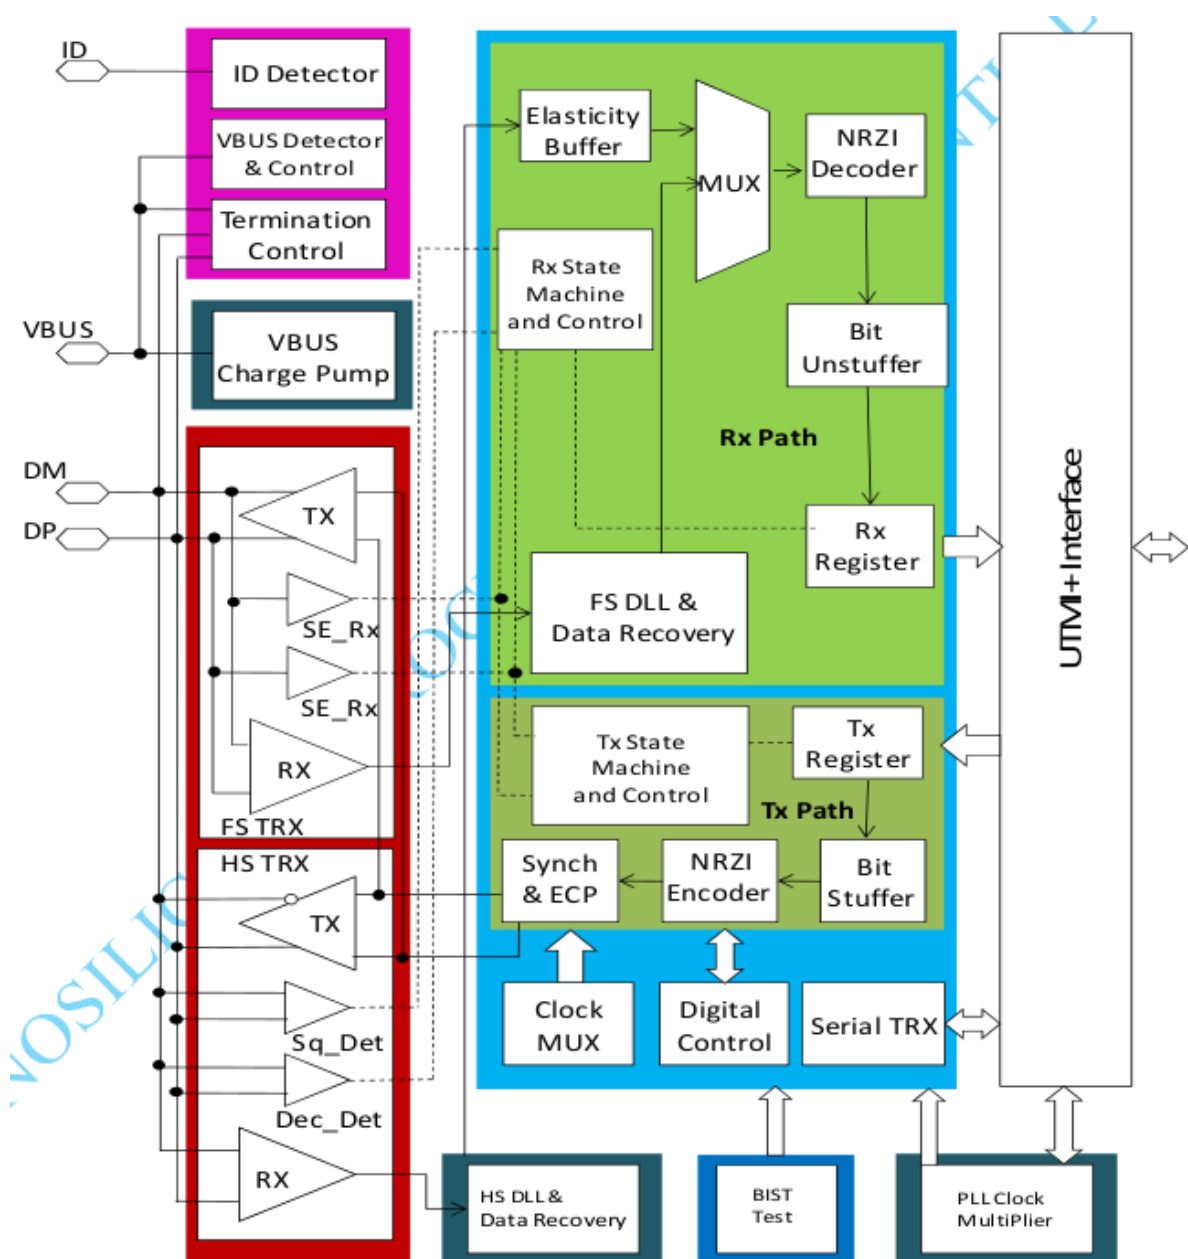 ID
ID Detector
VBUS Detector
& Control
Termination
Control
VBUS
VBUS
Charge Pump
DM
DP
TX
SE_Rx
SE_Rx
RX
FS TRX
HS TRX
TX
Sq_Det
Dec_Det
RX
Elasticity
Buffer
MUX
NRZI
Decoder
Rx State
Machine
and Control
Bit
Unstuffer
Rx Path
Rx
Register
FS DLL &
Data Recovery
Tx State
Machine
and Control
Tx
Register
Tx Path
Synch
& ECP
NRZI
Encoder
Bit
Stuffer
Clock
MUX
Digital
Control
Serial TRX
UTMI+ Interface
HS DLL &
Data Recovery
BIST
Test
PLL Clock
MultiPlier